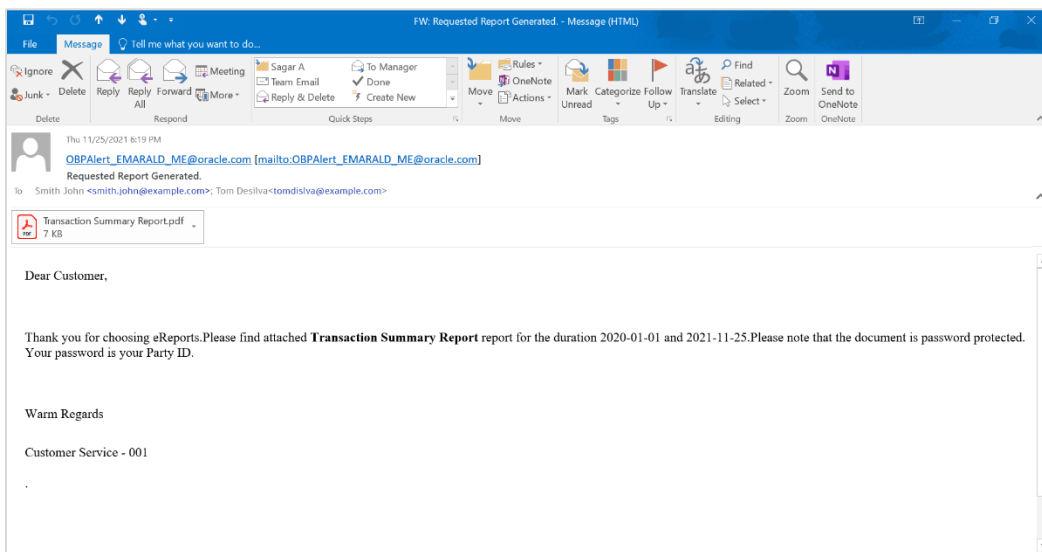 FW: Requested Report Generated. - Message (HTML)
File Message Tell me what you want to do...
Ignore
Junk
Delete
Reply
Reply All
Forward
Meeting
More
Sagar A
Team Email
Reply & Delete
To Manager
Done
Create New
Move
Rules
OneNote
Actions
Mark Unread
Categorize
Follow Up
Translate
Find
Related
Select
Zoom
Send to OneNote
Delete Respond Quick Steps Move Tags Editing Zoom OneNote
Thu 11/25/2021 6:19 PM
OBPAlert_EMARALD_ME@oracle.com [mailto:OBPAlert_EMARALD_ME@oracle.com]
Requested Report Generated.
To Smith John <smith.john@example.com>; Tom Desilva<tomdislva@example.com>
Transaction Summary Report.pdf
PDF
7 KB
Dear Customer,
Thank you for choosing eReports.Please find attached Transaction Summary Report report for the duration 2020-01-01 and 2021-11-25.Please note that the document is password protected.
Your password is your Party ID.
Warm Regards
Customer Service - 001
.